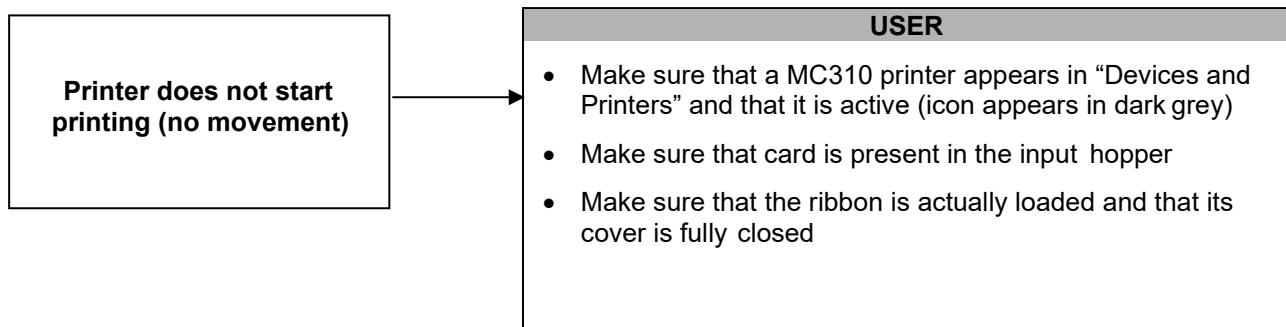 Printer does not start
printing (no movement)
USER
• Make sure that a MC310 printer appears in “Devices and
Printers” and that it is active (icon appears in dark grey)
• Make sure that card is present in the input hopper
• Make sure that the ribbon is actually loaded and that its
cover is fully closed